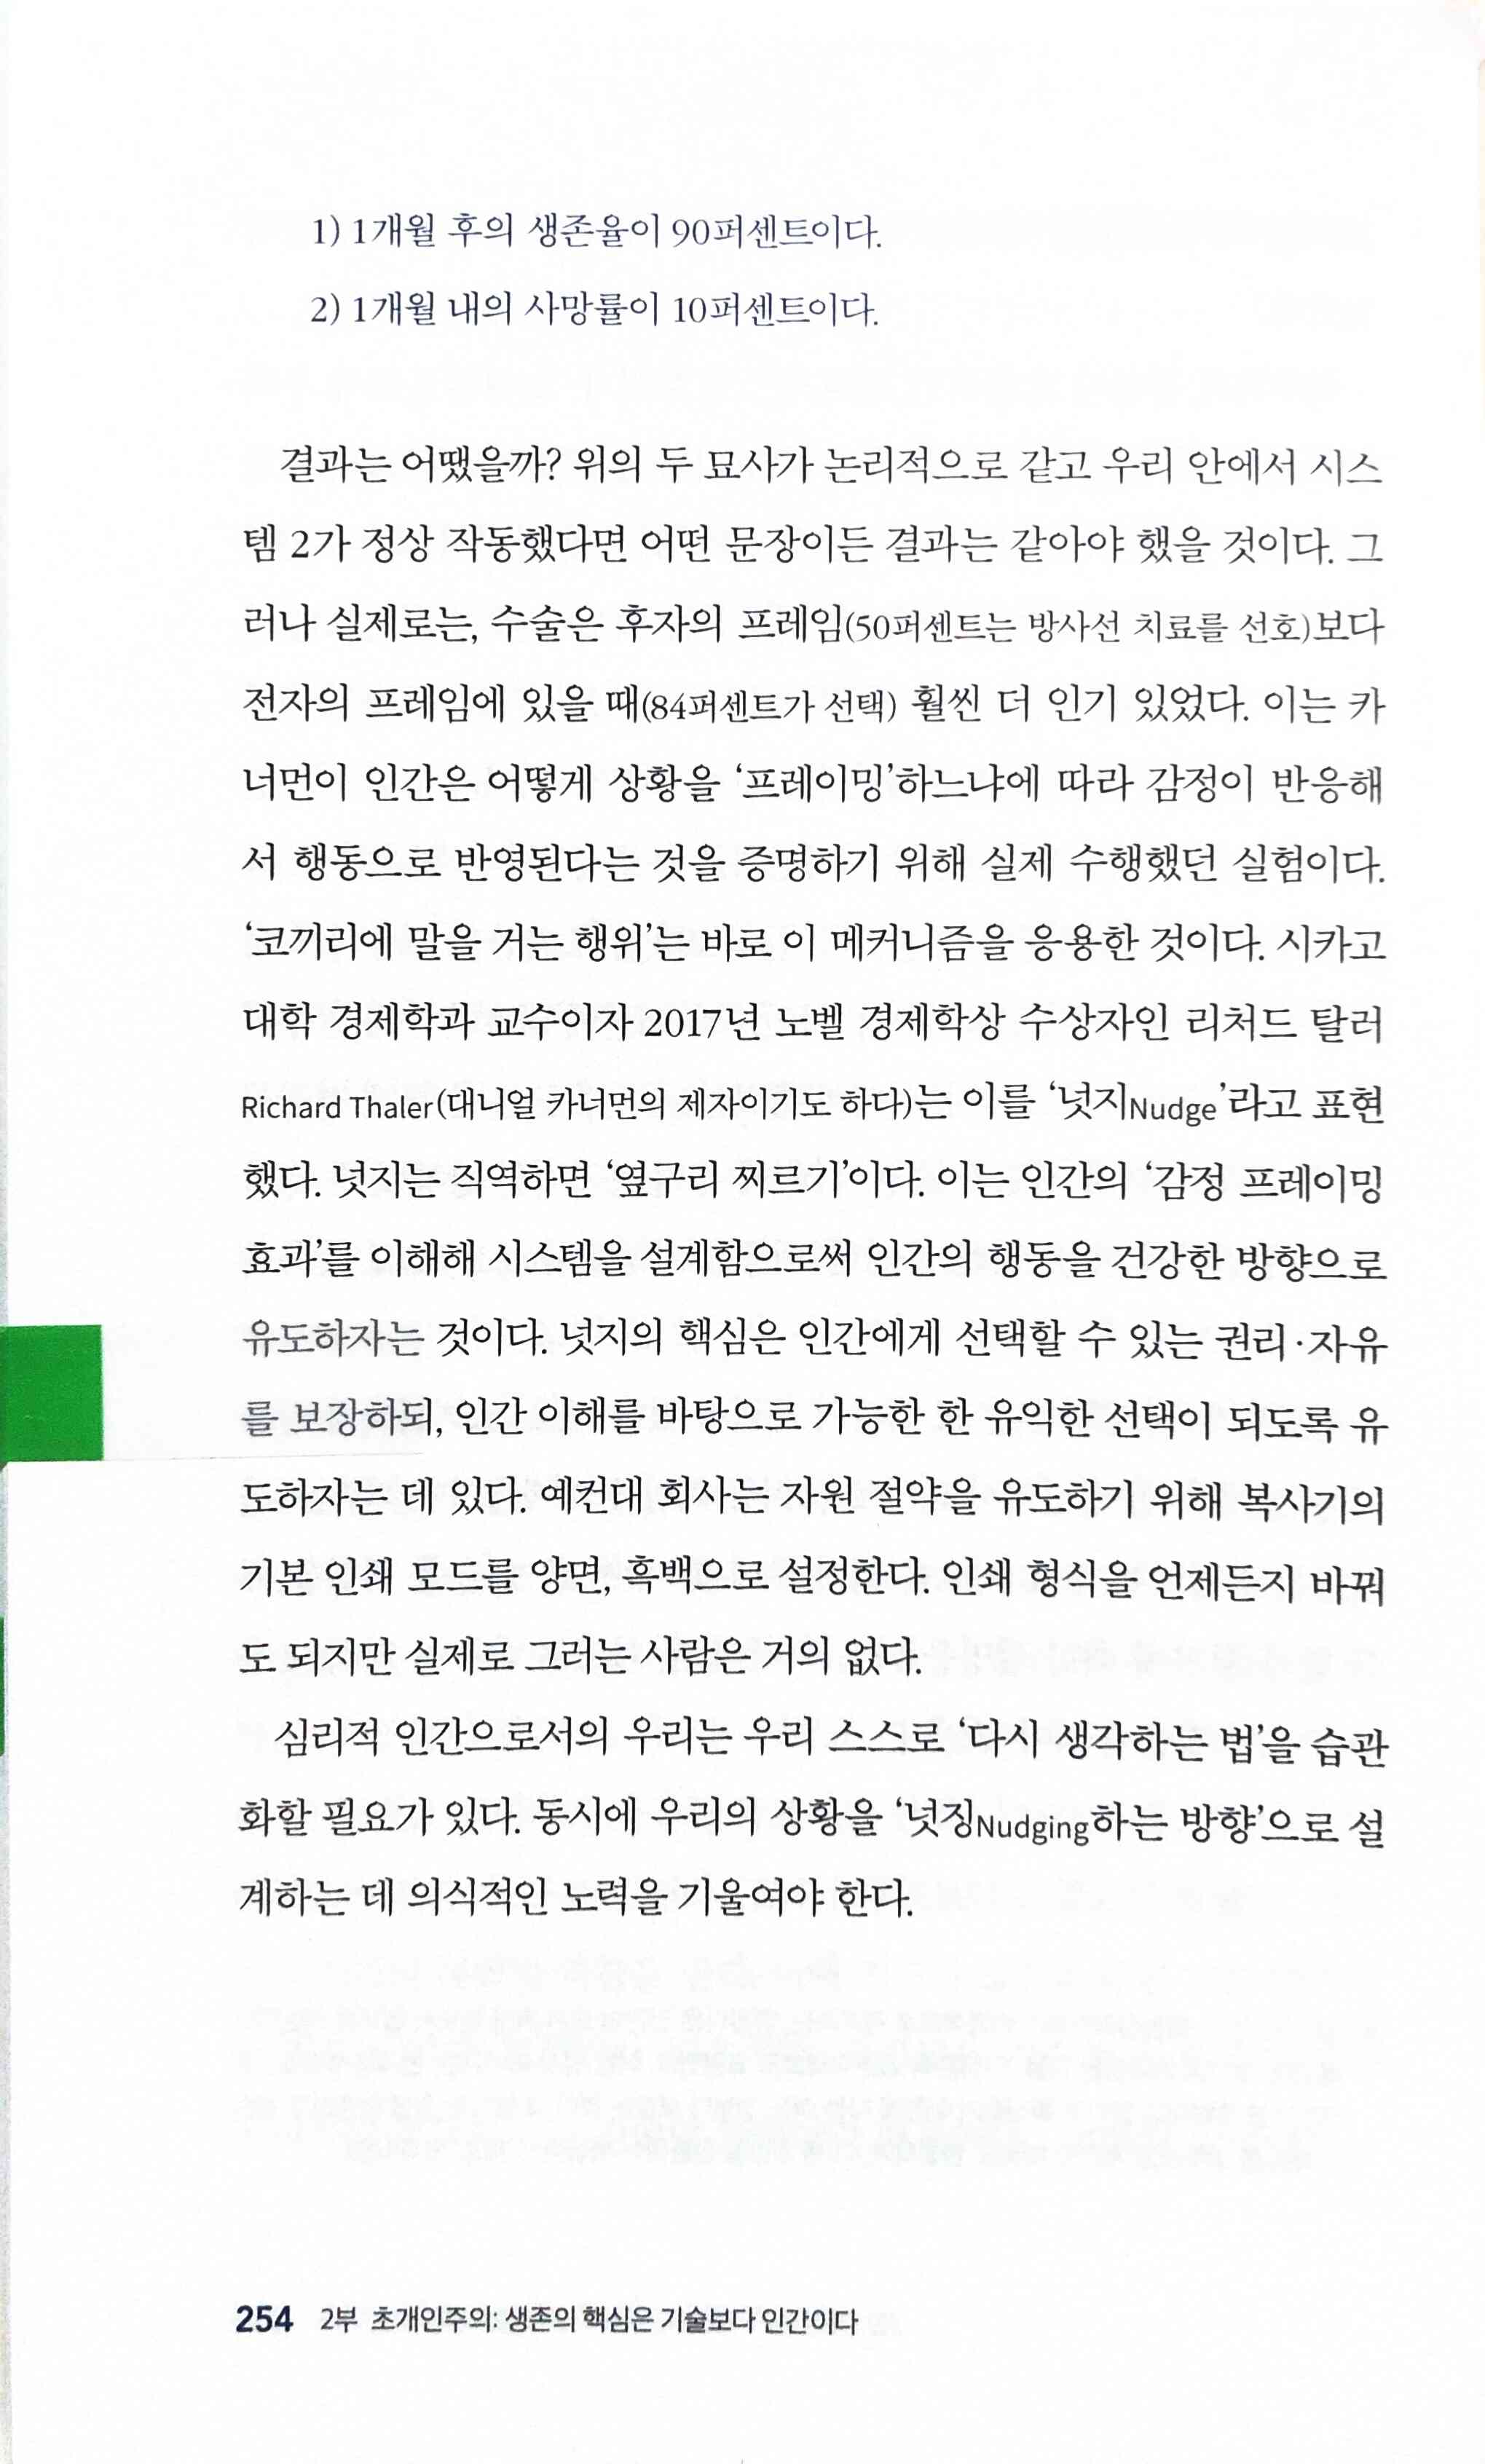 1) 1개월 후의 생존율이 90퍼센트이다.
2) 1개월 내의 사망률이 10퍼센트이다.
결과는 어땠을까? 위의 두 묘사가 논리적으로 같고 우리 안에서 시스
템 2가 정상 작동했다면 어떤 문장이든 결과는 같아야 했을 것이다. 그
러나 실제로는, 수술은 후자의 프레임(50퍼센트는 방사선 치료를 선호)보다
전자의 프레임에 있을 때(84퍼센트가 선택) 훨씬 더 인기 있었다. 이는 카
너먼이 인간은 어떻게 상황을 ‘프레이밍’하느냐에 따라 감정이 반응해
서 행동으로 반영된다는 것을 증명하기 위해 실제 수행했던 실험이다.
‘코끼리에 말을 거는 행위’는 바로 이 메커니즘을 응용한 것이다. 시카고
대학 경제학과 교수이자 2017년 노벨 경제학상 수상자인 리처드 탈러
Richard Thaler(대니얼 카너먼의 제자이기도 하다)는 이를 ‘넛지Nudge’라고 표현
했다. 넛지는 직역하면 ‘옆구리 찌르기’이다. 이는 인간의 ‘감정 프레이밍
효과’를 이해해 시스템을 설계함으로써 인간의 행동을 건강한 방향으로
유도하자는 것이다. 넛지의 핵심은 인간에게 선택할 수 있는 권리·자유
를 보장하되, 인간 이해를 바탕으로 가능한 한 유익한 선택이 되도록 유
도하자는 데 있다. 예컨대 회사는 자원 절약을 유도하기 위해 복사기의
기본 인쇄 모드를 양면, 흑백으로 설정한다. 인쇄 형식을 언제든지 바꿔
도 되지만 실제로 그러는 사람은 거의 없다.
심리적 인간으로서의 우리는 우리 스스로 ‘다시 생각하는 법’을 습관
화할 필요가 있다. 동시에 우리의 상황을 ‘넛징Nudging하는 방향’으로 설
계하는 데 의식적인 노력을 기울여야 한다.
254 2부 초개인주의: 생존의 핵심은 기술보다 인간이다